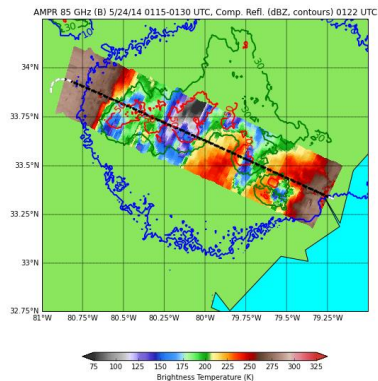 AMPR 85 GHz (B) 5/24/14 0115-0130 UTC, Comp. Refl. (dBZ, contours) 0122 UTC
34°N
33.75°N
33.5°N
33.25°N
33°N
32.75°N
81°W 80.75°W 80.5°W 80.25°W 80°W 79.75°W 79.5°W 79.25°W
75 100 125 150 175 200 225 250 275 300 325
Brightness Temperature (K)